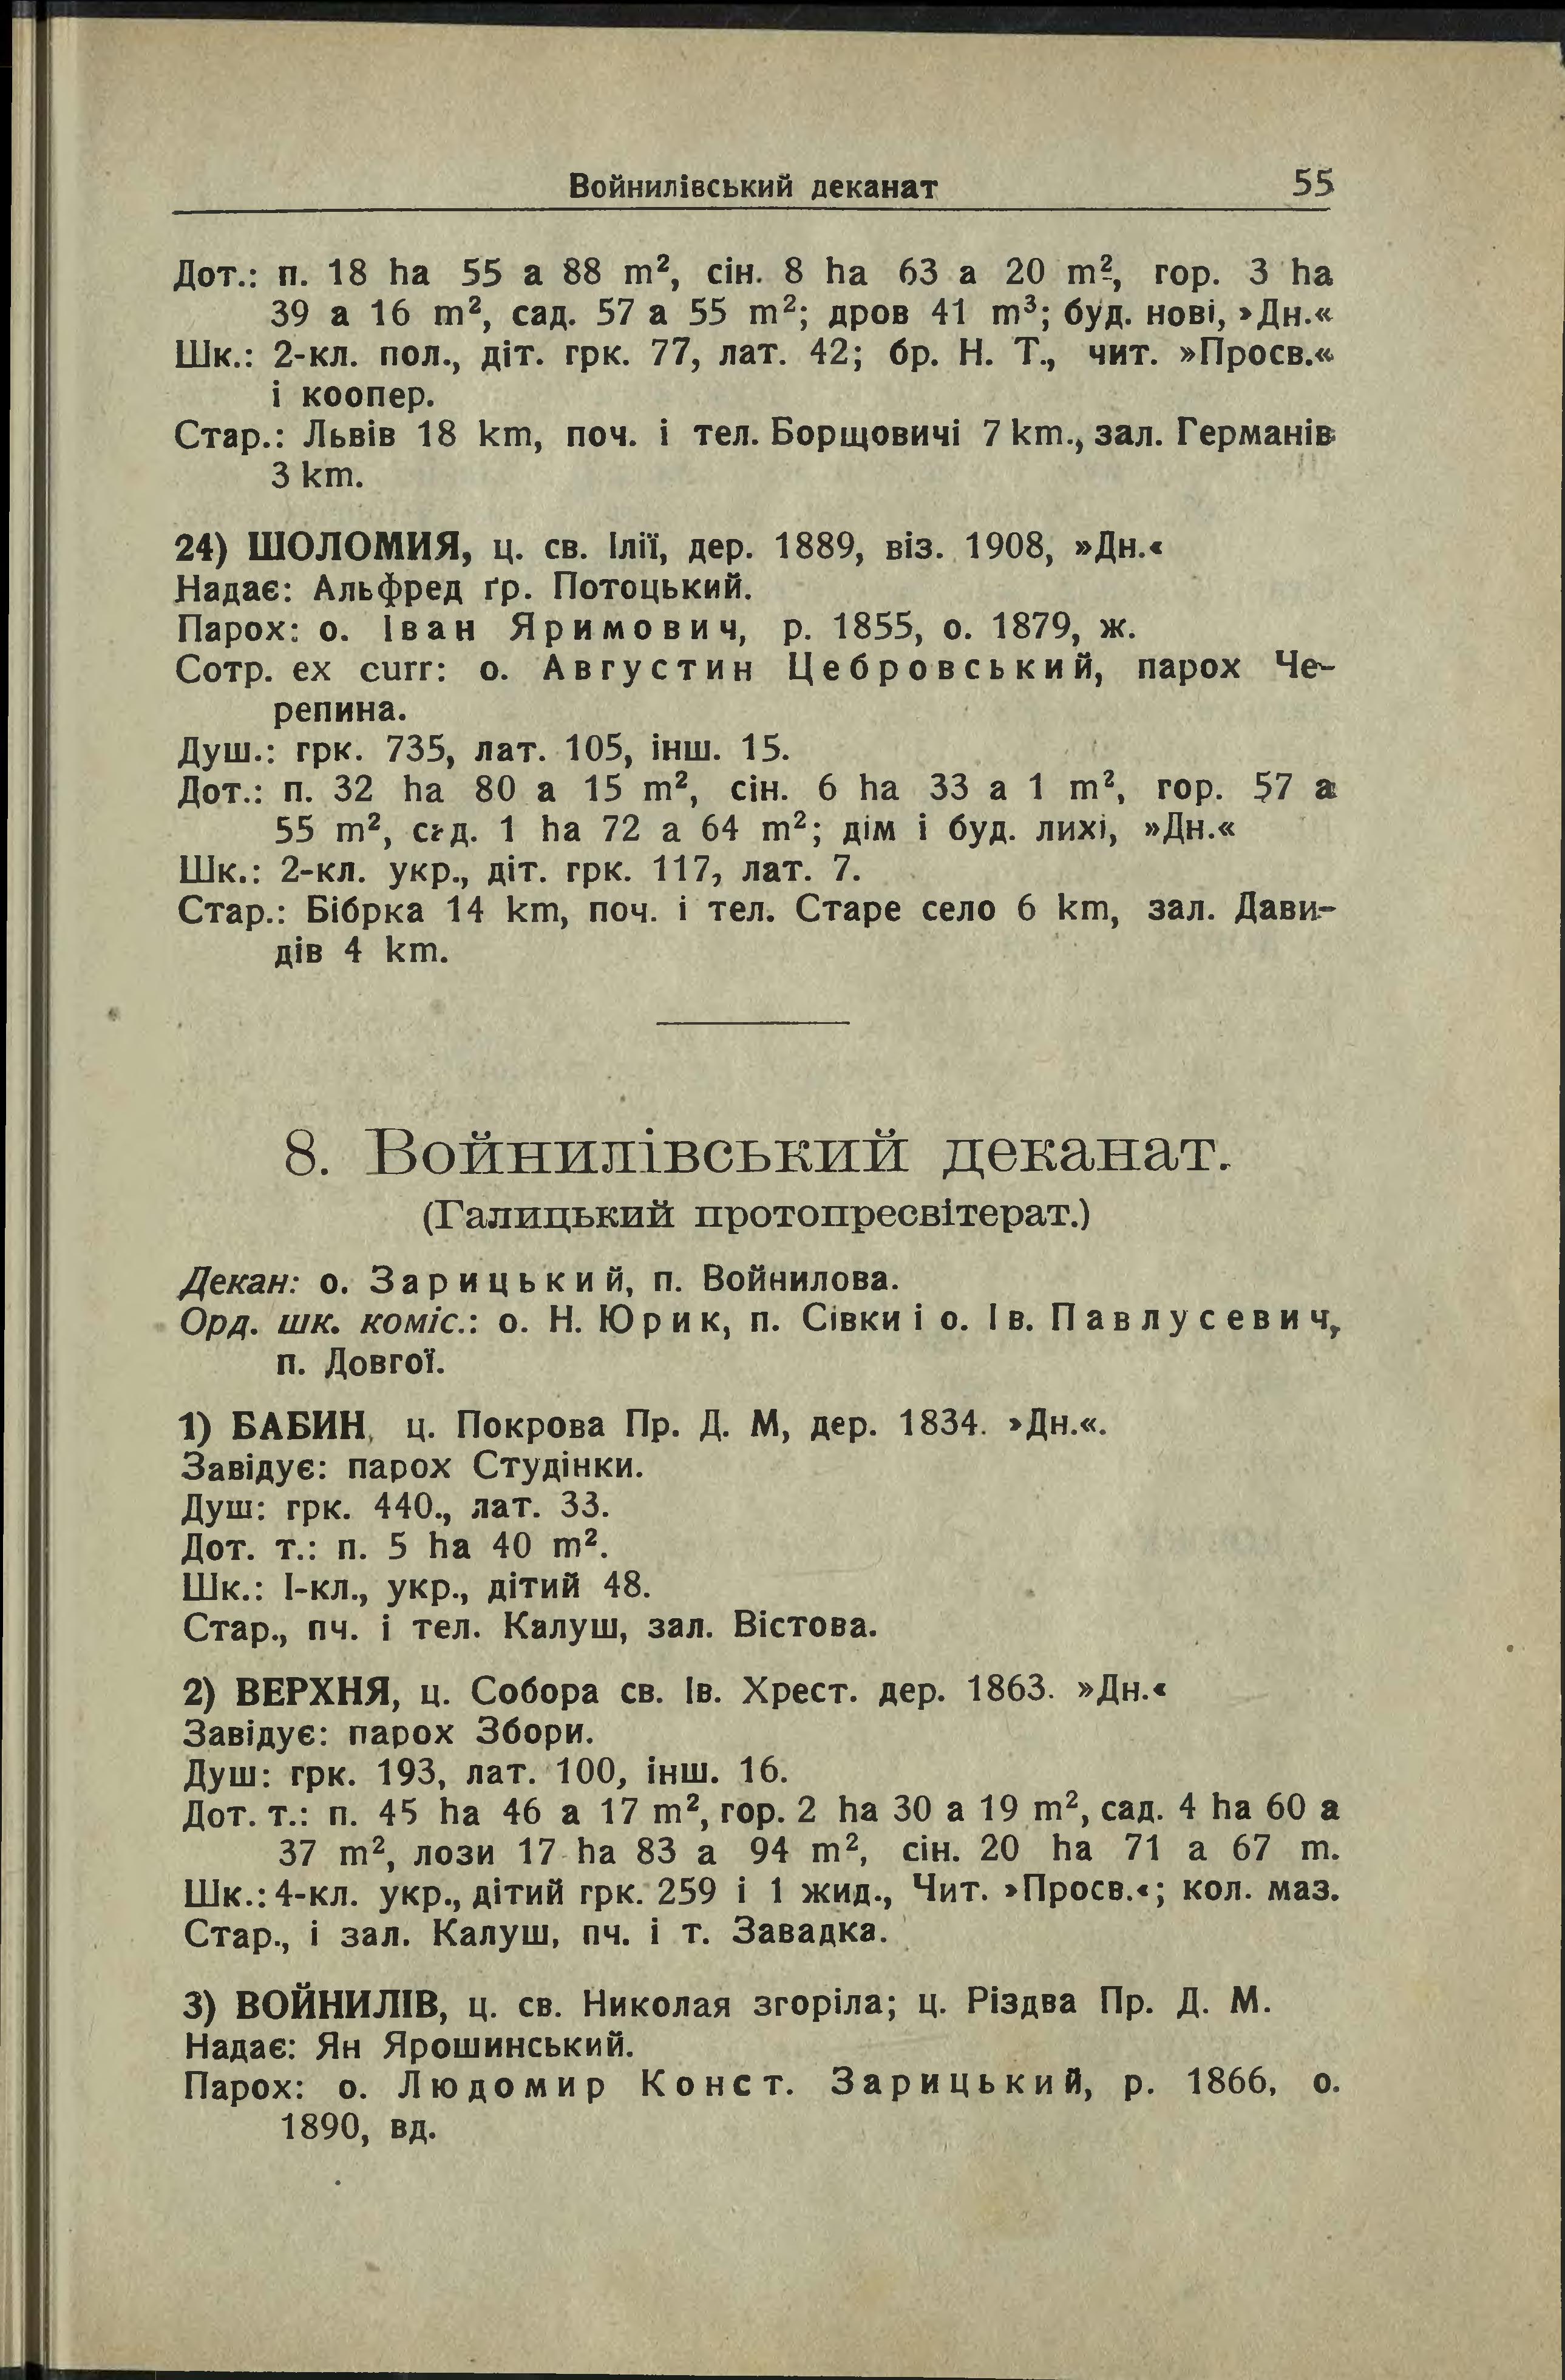 Войнилівський деканат 55
Дот.: п. 18 ha 55 a 88 m², сін. 8 ha 63 a 20 m², гор. 3 ha
39 a 16 m², сад. 57 a 55 m²; дров 41 m³; буд. нові, »Дн.«
Шк.: 2-кл. пол., діт. грк. 77, лат. 42; бр. Н. Т., чит. »Просв.«
і коопер.
Стар.: Львів 18 km, поч. і тел. Борщовичі 7 km., зал. Германів
3 km.
24) ШОЛОМИЯ, ц. св. Ілії, дер. 1889, віз. 1908, »Дн.«
Надає: Альфред ґр. Потоцький.
Парох: о. Іван Яримович, р. 1855, о. 1879, ж.
Сотр. ex curr: о. Августин Цебровський, парох Че-
репина.
Душ.: грк. 735, лат. 105, інш. 15.
Дот.: п. 32 ha 80 a 15 m², сін. 6 ha 33 a 1 m², гор. 57 a
55 m², сад. 1 ha 72 a 64 m²; дім і буд. лихі, »Дн.«
Шк.: 2-кл. укр., діт. грк. 117, лат. 7.
Стар.: Бібрка 14 km, поч. і тел. Старе село 6 km, зал. Дави-
дів 4 km.
8. Войнилівський деканат.
(Галицький протопресвітерат.)
Декан: о. Зарицький, п. Войнилова.
Орд. шк. коміс.: о. Н. Юрик, п. Сівки і о. Ів. Павлусевич,
п. Довгої.
1) БАБИН, ц. Покрова Пр. Д. М, дер. 1834. »Дн.«.
Завідує: парох Студінки.
Душ: грк. 440., лат. 33.
Дот. т.: п. 5 ha 40 m².
Шк.: І-кл., укр., дітий 48.
Стар., пч. і тел. Калуш, зал. Вістова.
2) ВЕРХНЯ, ц. Собора св. Ів. Хрест. дер. 1863. »Дн.«
Завідує: парох Збори.
Душ: грк. 193, лат. 100, інш. 16.
Дот. т.: п. 45 ha 46 a 17 m², гор. 2 ha 30 a 19 m², сад. 4 ha 60 a
37 m², лози 17 ha 83 a 94 m², сін. 20 ha 71 a 67 m.
Шк.: 4-кл. укр., дітий грк. 259 і 1 жид., Чит. »Просв.«; кол. маз.
Стар., і зал. Калуш, пч. і т. Завадка.
3) ВОЙНИЛІВ, ц. св. Николая згоріла; ц. Різдва Пр. Д. М.
Надає: Ян Ярошинський.
Парох: о. Людомир Конст. Зарицький, р. 1866, о.
1890, вд.